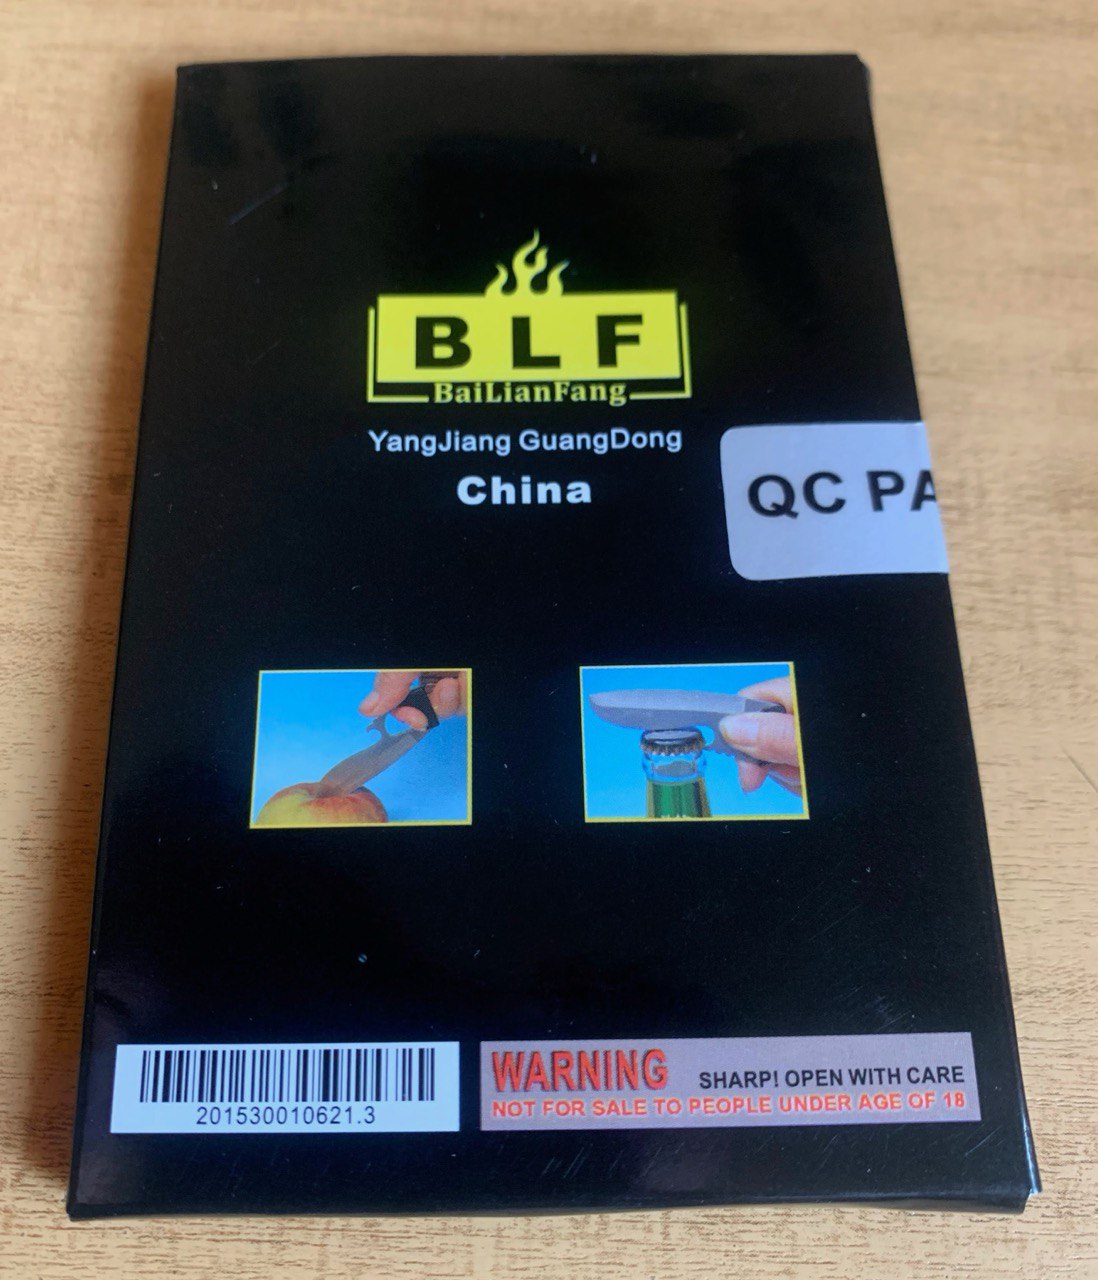 B L F
BaiLianFang
YangJiang GuangDong
China
QC PA
201530010621.3
WARNING SHARP! OPEN WITH CARE
NOT FOR SALE TO PEOPLE UNDER AGE OF 18